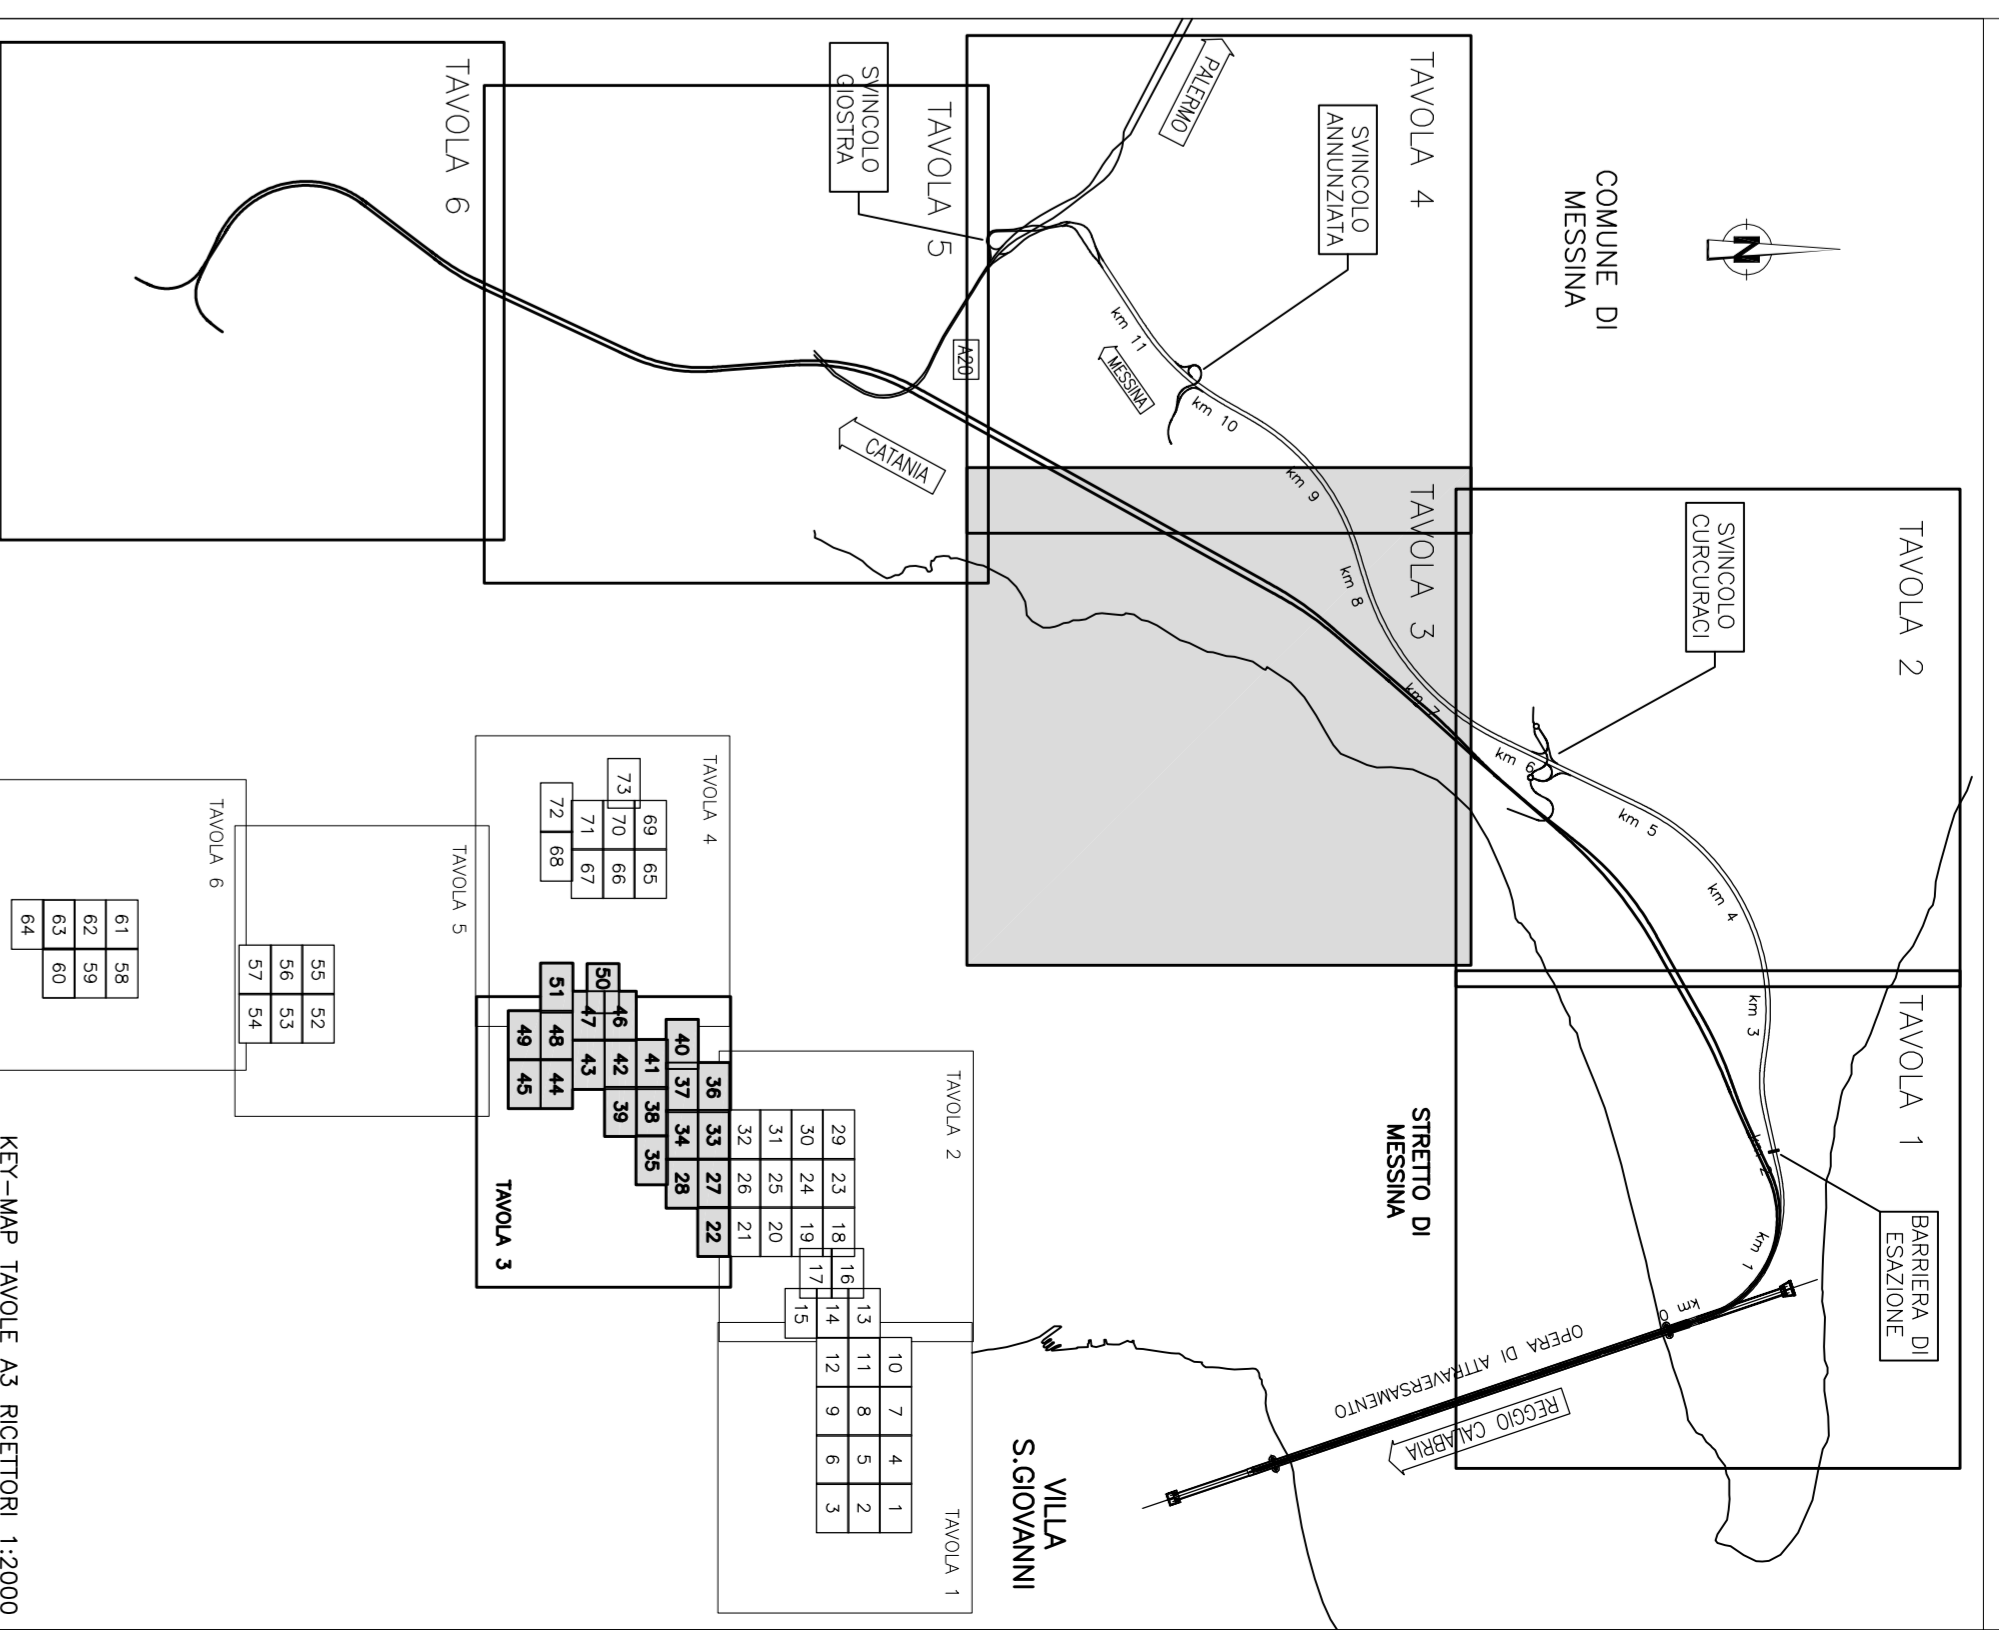 COMUNE DI
MESSINA
N
TAVOLA 2
SVINCOLO
CURCURACI
TAVOLA 1
BARRIERA DI
ESAZIONE
TAVOLA 4
SVINCOLO
ANNUNZIATA
PALERMO
TAVOLA 3
km 11
MESSINA
km 10
km 9
km 8
km 7
km 6
km 5
km 4
km 3
km 2
km 1
km 0
OPERA DI ATTRAVERSAMENTO
REGGIO CALABRIA
STRETTO DI
MESSINA
VILLA
S.GIOVANNI
SVINCOLO
GIOSTRA
TAVOLA 5
A20
CATANIA
TAVOLA 6
TAVOLA 2
29 23 18
30 24 19
31 25 20
32 26 21
16
17
TAVOLA 1
10 7 4 1
13 11 8 5 2
14 12 9 6 3
15
TAVOLA 4
69 65
73 70 66
71 67
72 68
36 33 27 22
40 37 34 28
41 38 35
46 42 39
50 47 43
51 48 44
49 45
TAVOLA 3
TAVOLA 5
55 52
56 53
57 54
TAVOLA 6
61 58
62 59
63 60
64
KEY-MAP TAVOLE A3 RICETTORI 1:2000